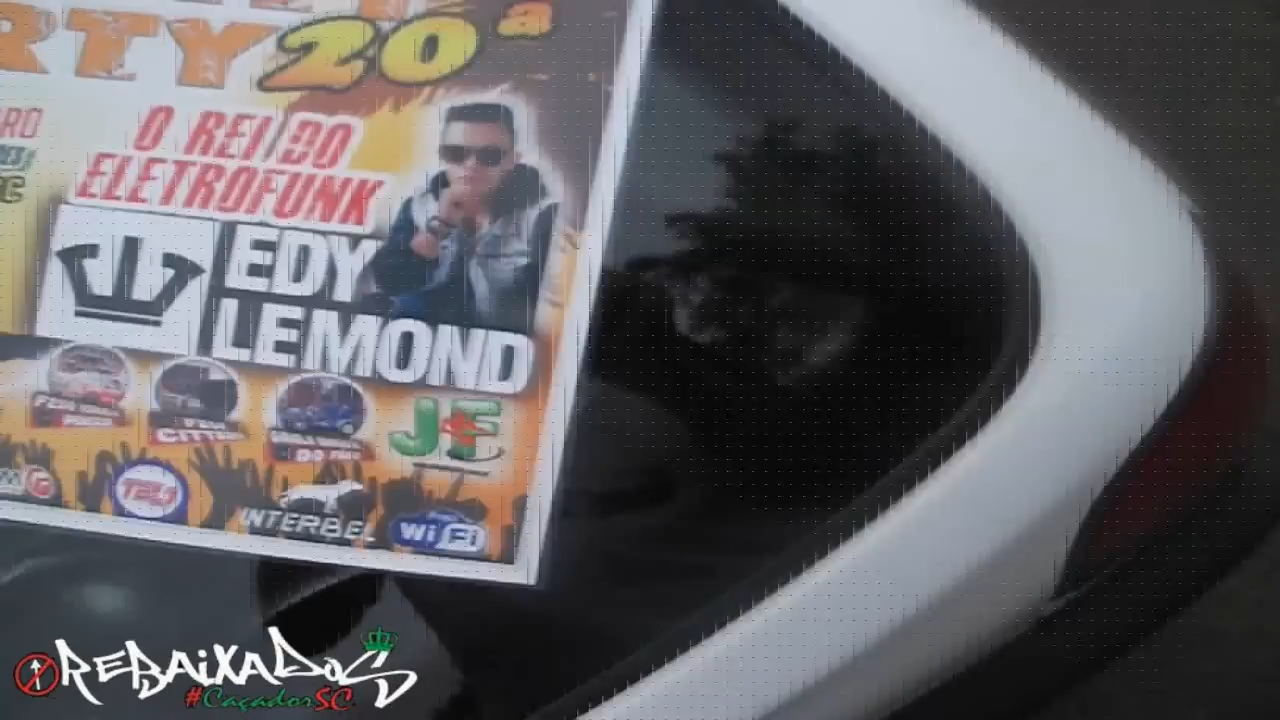 RTY 20ª
O REI DO
ELETROFUNK
EDY
LEMOND
JF
INTERBEL
WiFi
REBAiXADoS
#CaçadorSC